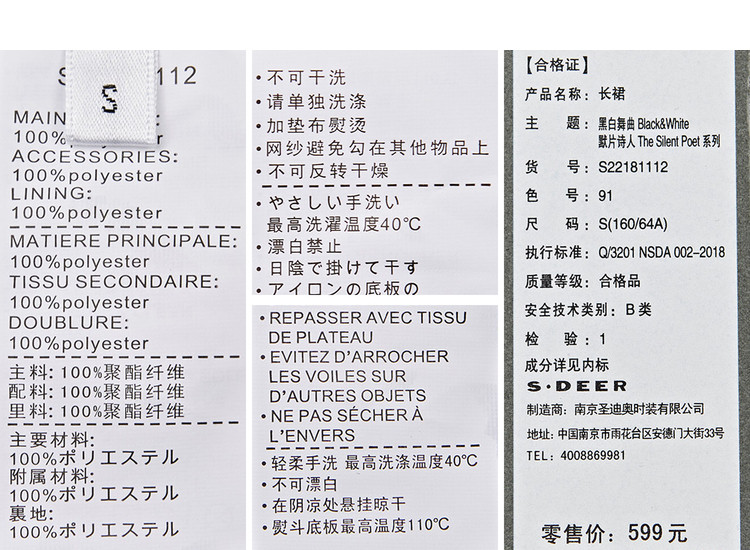 S 112
S
MAIN :
100%
ACCESSORIES:
100%polyester
LINING:
100%polyester
MATIERE PRINCIPALE:
100%polyester
TISSU SECONDAIRE:
100%polyester
DOUBLURE:
100%polyester
主料: 100%聚酯纤维
配料: 100%聚酯纤维
里料: 100%聚酯纤维
主要材料:
100%ポリエステル
附属材料:
100%ポリエステル
裏地:
100%ポリエステル
•不可干洗
•请单独洗涤
•加垫布熨烫
•网纱避免勾在其他物品上
•不可反转干燥
•やさしい手洗い
最高洗濯温度40℃
•漂白禁止
•日陰で掛けて干す
•アイロンの底板の
•REPASSER AVEC TISSU
DE PLATEAU
•EVITEZ D'ARROCHER
LES VOILES SUR
D'AUTRES OBJETS
•NE PAS SÉCHER À
L'ENVERS
•轻柔手洗 最高洗涤温度40℃
•不可漂白
•在阴凉处悬挂晾干
•熨斗底板最高温度110℃
【合格证】
产品名称: 长裙
主 题: 黑白舞曲 Black&White
默片诗人 The Silent Poet 系列
货 号: S22181112
色 号: 91
尺 码: S(160/64A)
执行标准: Q/3201 NSDA 002-2018
质量等级: 合格品
安全技术类别: B 类
检 验: 1
成分详见内标
S·DEER
制造商: 南京圣迪奥时装有限公司
地址: 中国南京市雨花台区安德门大街33号
TEL: 4008869981
零售价: 599元